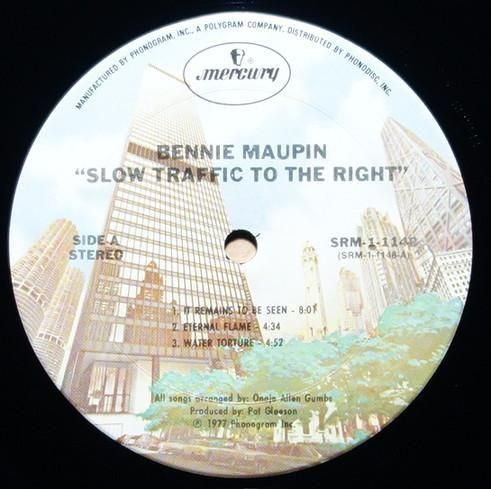 MANUFACTURED BY PHONOGRAM, INC., A POLYGRAM COMPANY, DISTRIBUTED BY PHONODISC, INC.
mercury
BENNIE MAUPIN
"SLOW TRAFFIC TO THE RIGHT"
SIDE A
STEREO
SRM-1-1148
(SRM-1-1148-A)
1. IT REMAINS TO BE SEEN - 8:01
2. ETERNAL FLAME - 4:34
3. WATER TORTURE - 4:52
All songs arranged by: Onaje Allen Gumbs
Produced by: Pat Gleeson
℗ 1977 Phonogram Inc.